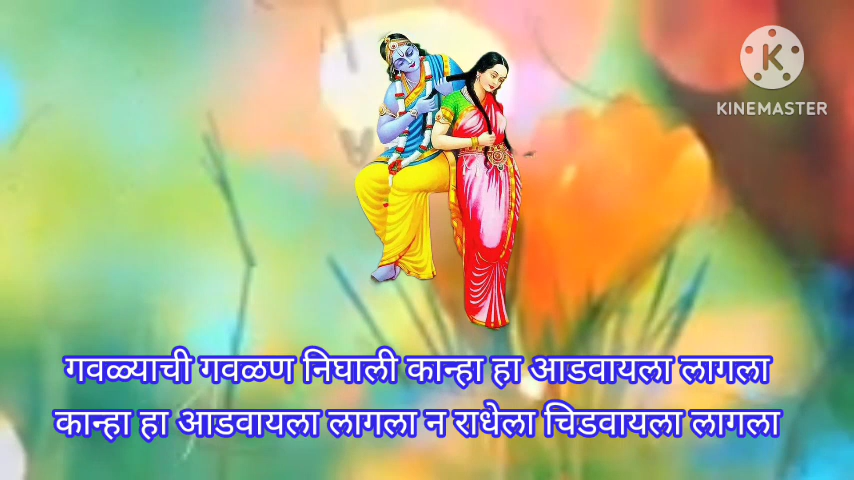 KINEMASTER
गवळ्याची गवळण निघाली कान्हा हा आडवायला लागला
कान्हा हा आडवायला लागला न राधेला चिडवायला लागला